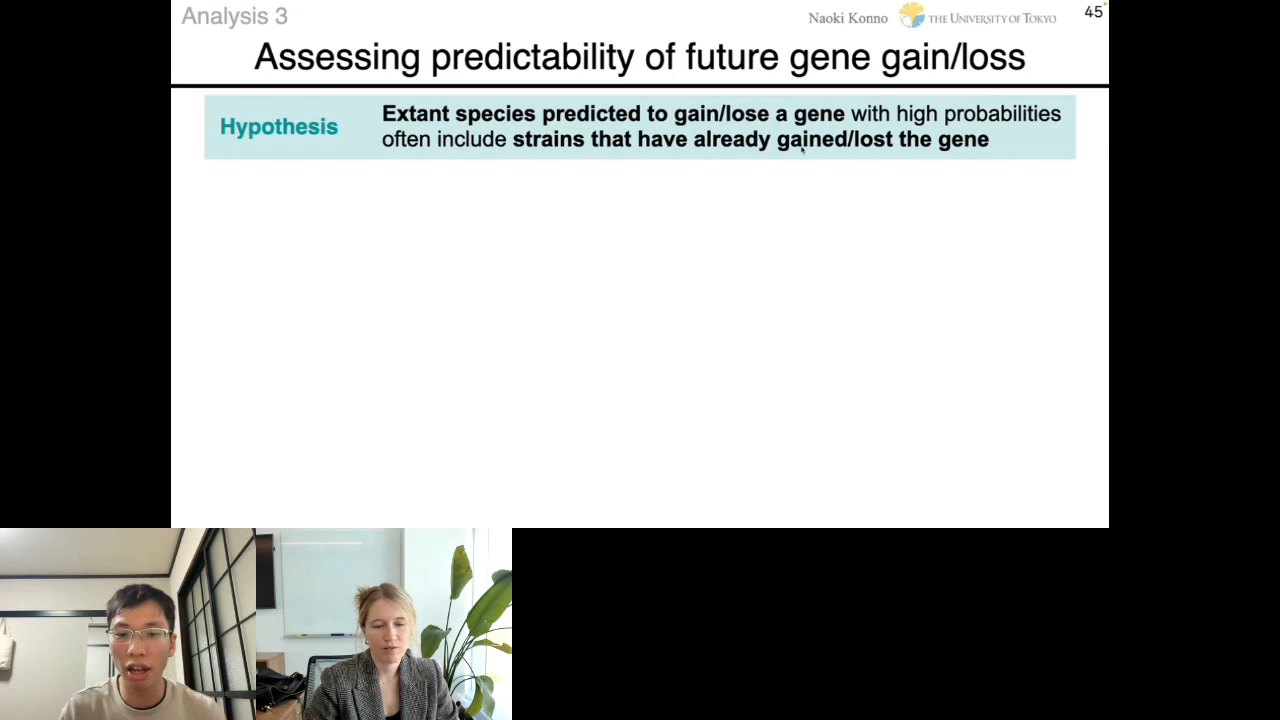 Analysis 3
Naoki Konno THE UNIVERSITY OF TOKYO 45
Assessing predictability of future gene gain/loss
Hypothesis
Extant species predicted to gain/lose a gene with high probabilities
often include strains that have already gained/lost the gene